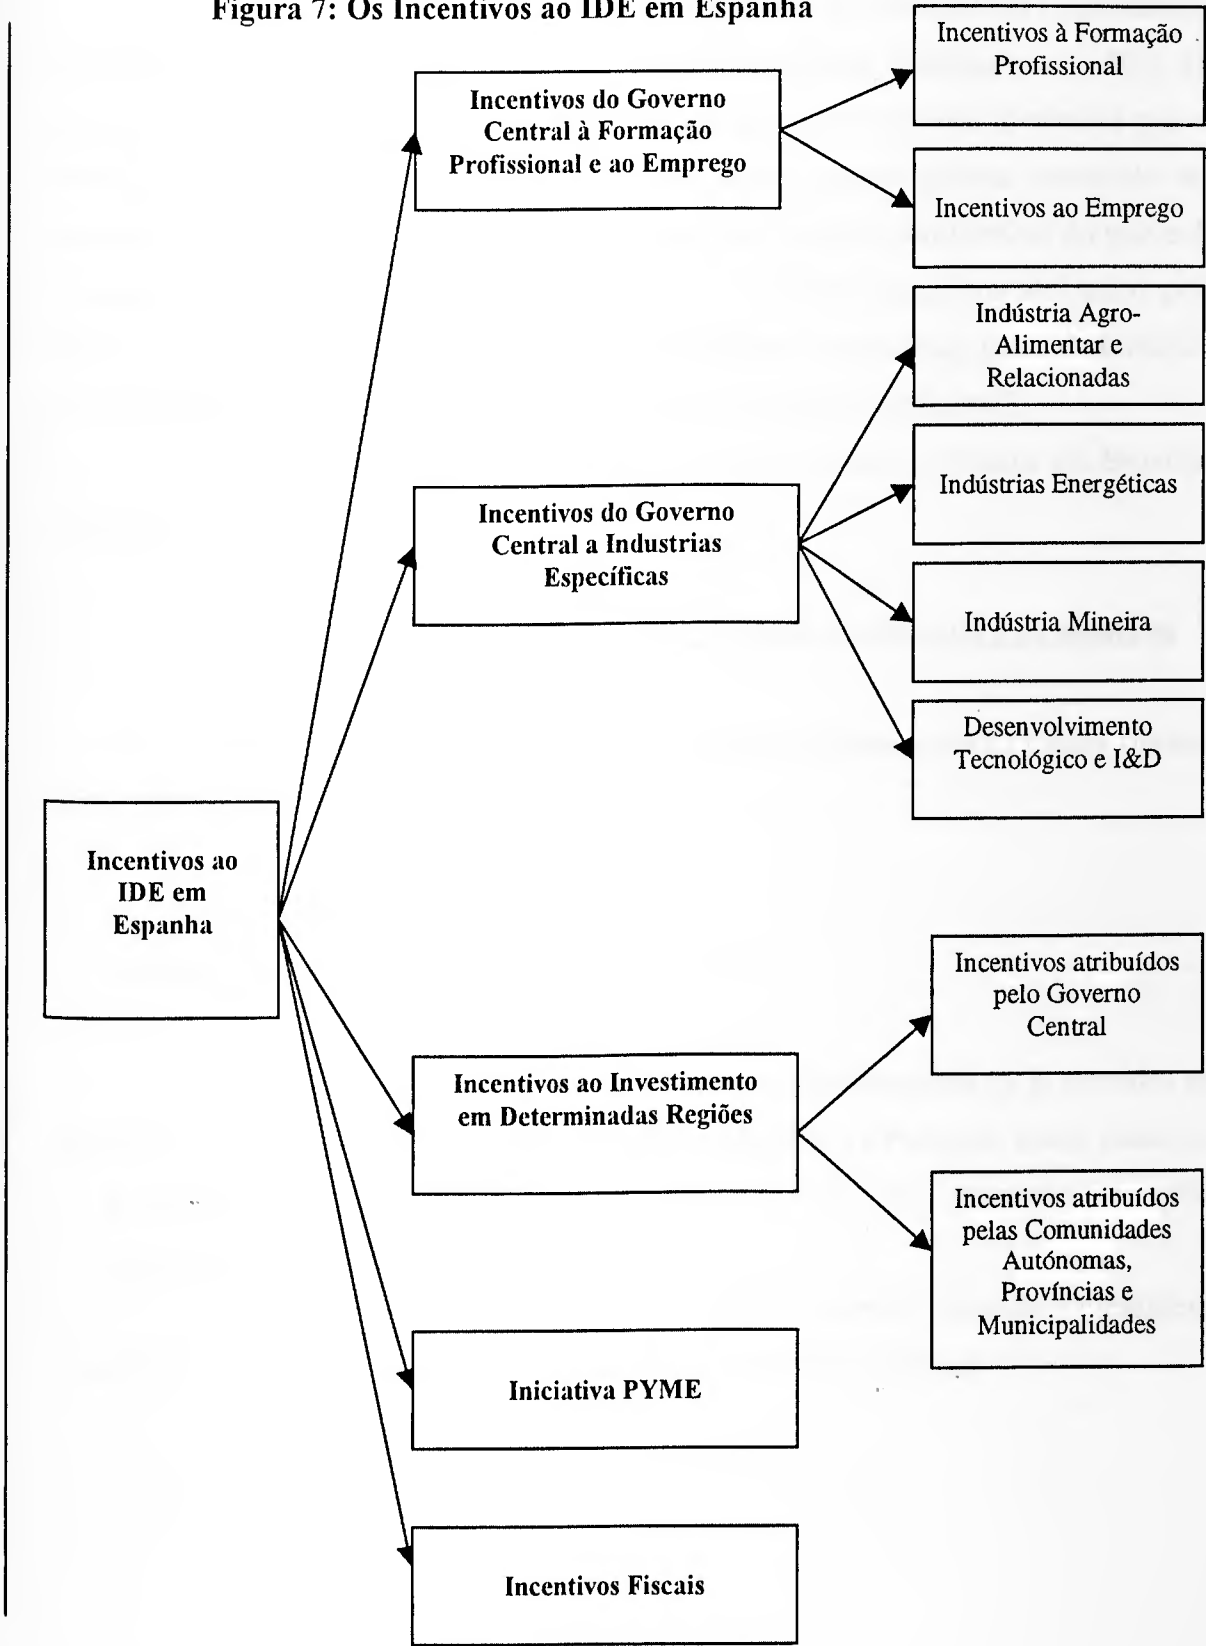 Figura 7: Os Incentivos ao IDE em Espanha
Incentivos à Formação
Profissional
Incentivos do Governo
Central à Formação
Profissional e ao Emprego
Incentivos ao Emprego
Indústria Agro-
Alimentar e
Relacionadas
Indústrias Energéticas
Incentivos do Governo
Central a Industrias
Específicas
Indústria Mineira
Desenvolvimento
Tecnológico e I&D
Incentivos ao
IDE em
Espanha
Incentivos atribuídos
pelo Governo
Central
Incentivos ao Investimento
em Determinadas Regiões
Incentivos atribuídos
pelas Comunidades
Autónomas,
Províncias e
Municipalidades
Iniciativa PYME
Incentivos Fiscais